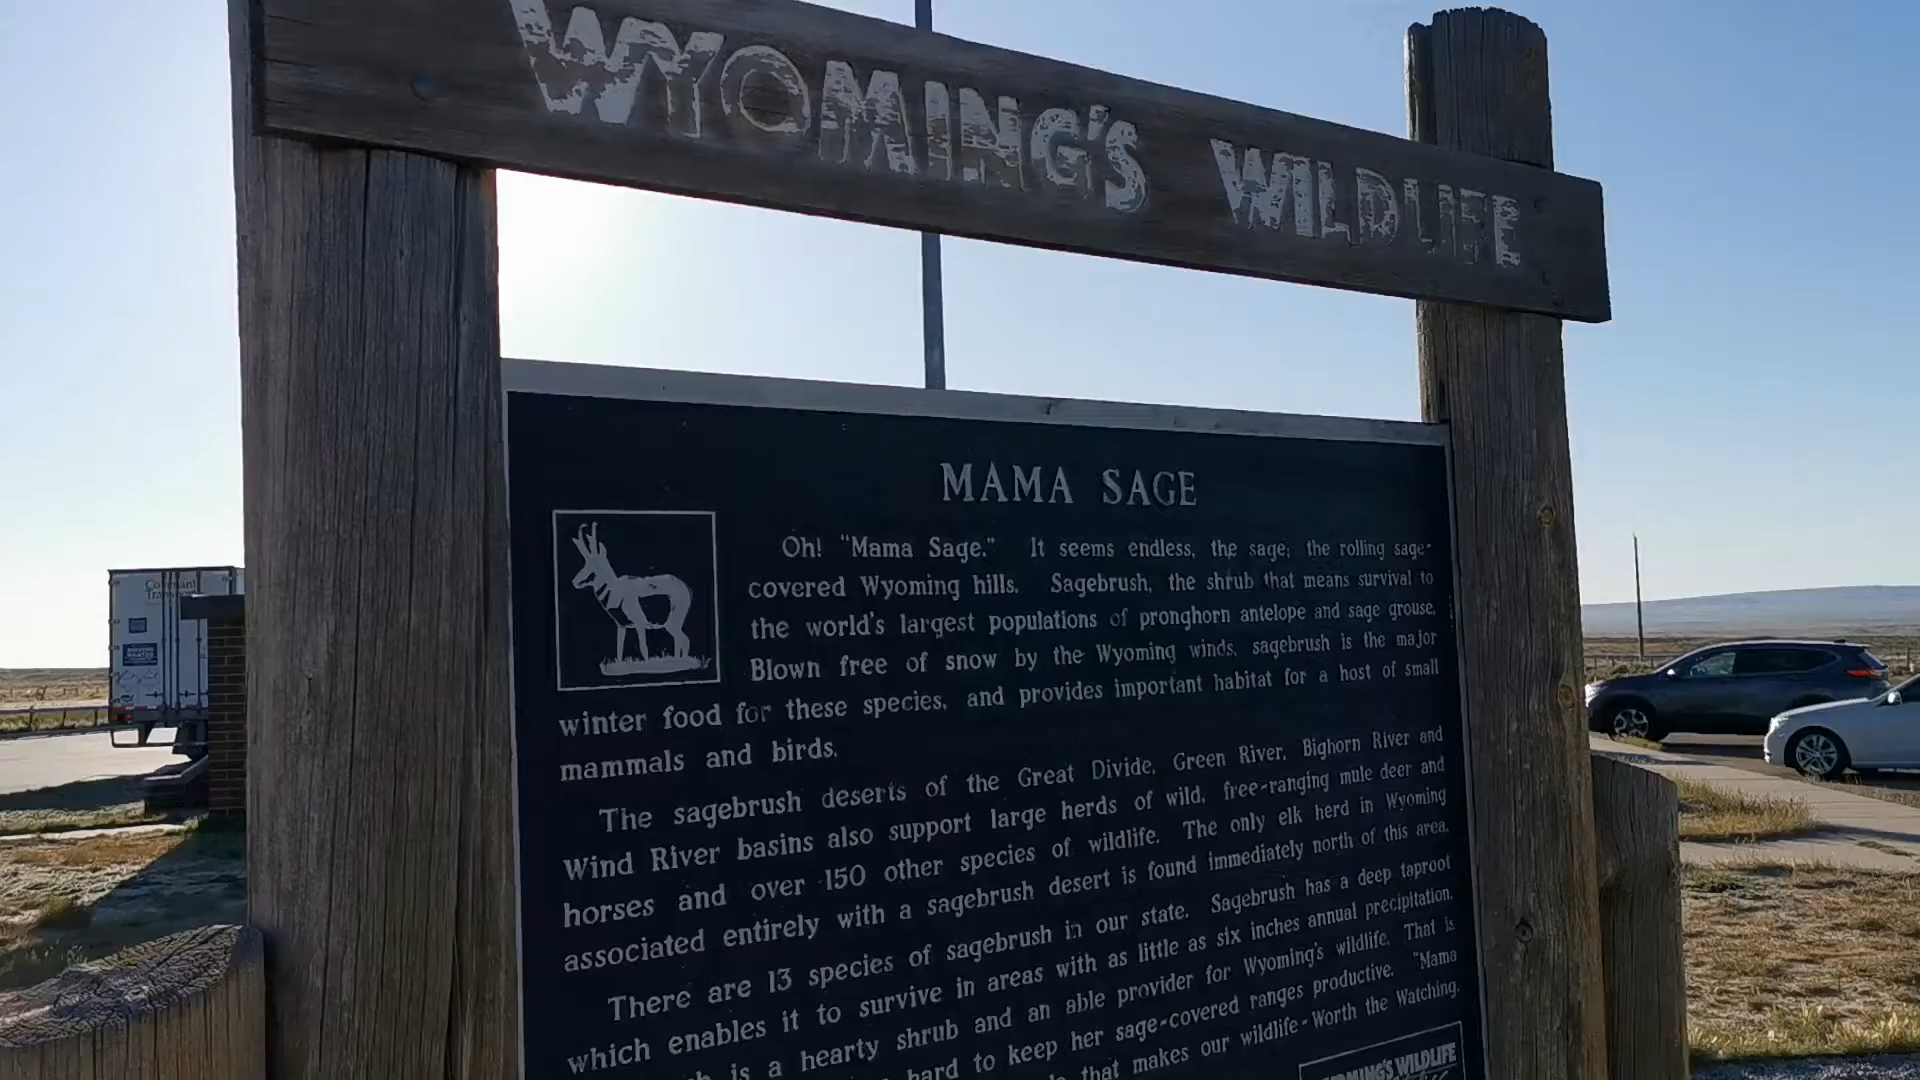 WYOMING'S WILDLIFE
MAMA SAGE
Oh! "Mama Sage." It seems endless, the sage; the rolling sage-
covered Wyoming hills. Sagebrush, the shrub that means survival to
the world's largest populations of pronghorn antelope and sage grouse.
Blown free of snow by the Wyoming winds, sagebrush is the major
winter food for these species, and provides important habitat for a host of small
mammals and birds.
The sagebrush deserts of the Great Divide, Green River, Bighorn River and
Wind River basins also support large herds of wild, free-ranging mule deer and
horses and over 150 other species of wildlife. The only elk herd in Wyoming
associated entirely with a sagebrush desert is found immediately north of this area.
There are 13 species of sagebrush in our state. Sagebrush has a deep taproot
which enables it to survive in areas with as little as six inches annual precipitation.
is a hearty shrub and an able provider for Wyoming's wildlife. That is
hard to keep her sage-covered ranges productive. "Mama
that makes our wildlife - Worth the Watching.
WILDLIFE
Covenant